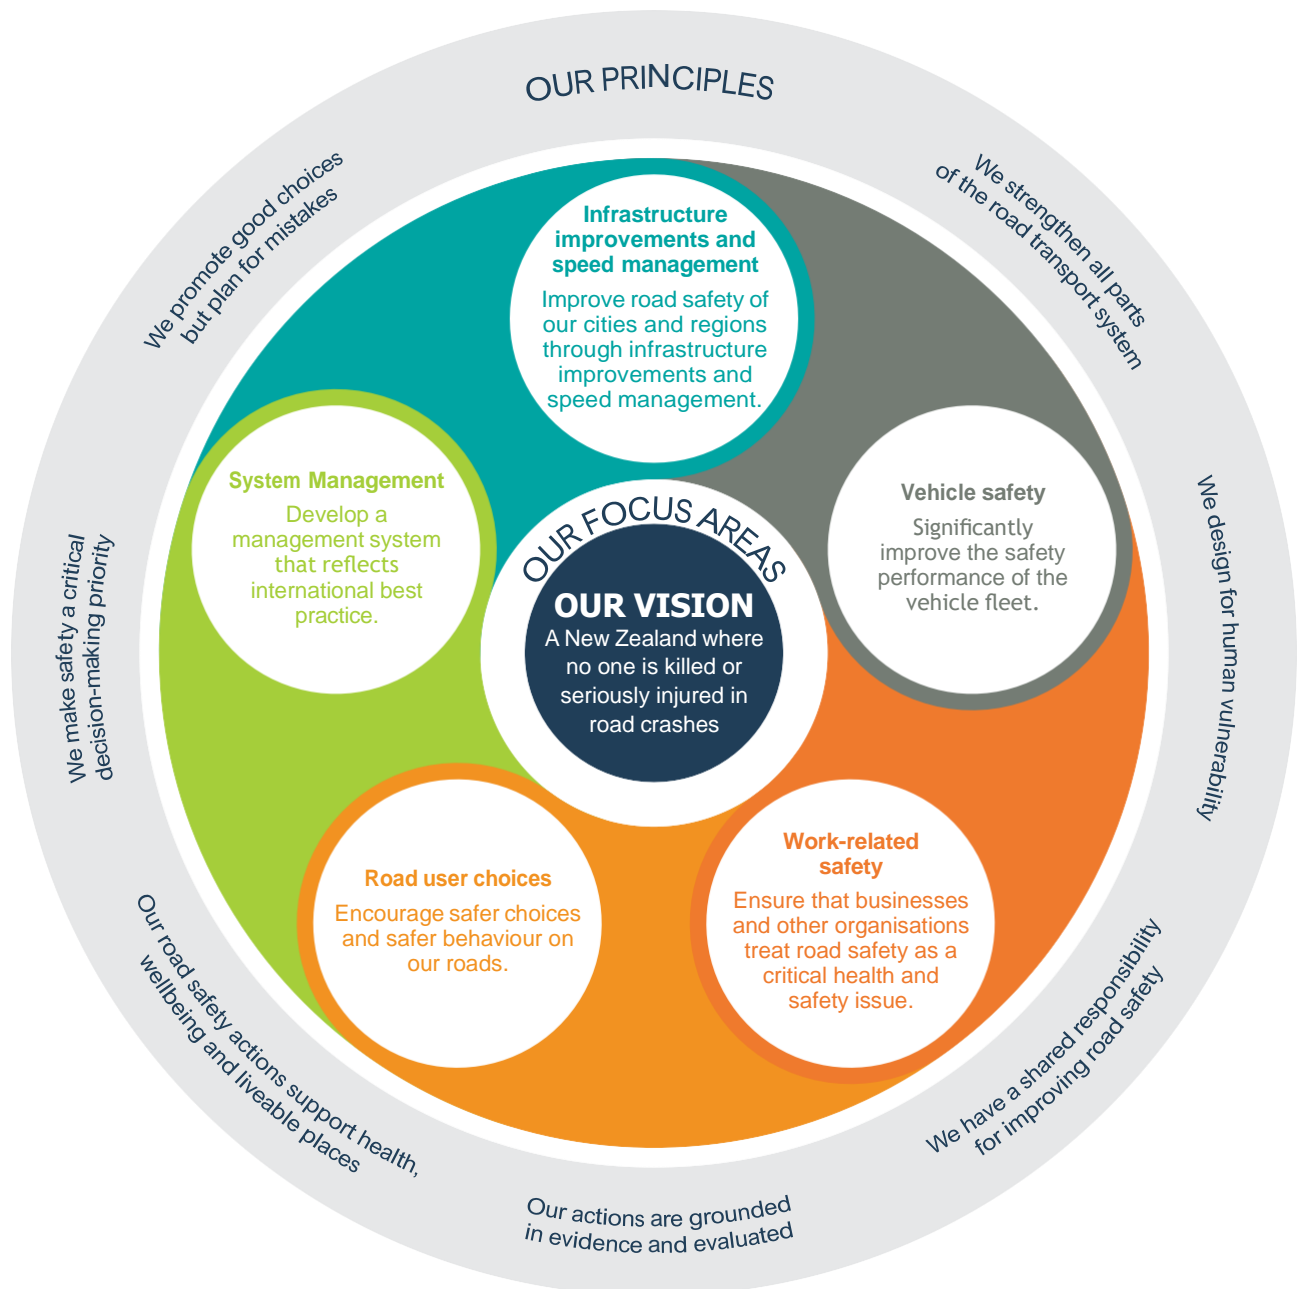 OUR PRINCIPLES
We promote good choices
but plan for mistakes
We strengthen all parts
of the road transport system
We design for human vulnerability
We have a shared responsibility
for improving road safety
Our actions are grounded
in evidence and evaluated
Our road safety actions support health,
wellbeing and liveable places
We make safety a critical
decision-making priority
Infrastructure
improvements and
speed management
Improve road safety of
our cities and regions
through infrastructure
improvements and
speed management.
Vehicle safety
Significantly
improve the safety
performance of the
vehicle fleet.
Work-related
safety
Ensure that businesses
and other organisations
treat road safety as a
critical health and
safety issue.
Road user choices
Encourage safer choices
and safer behaviour on
our roads.
System Management
Develop a
management system
that reflects
international best
practice.
OUR FOCUS AREAS
OUR VISION
A New Zealand where
no one is killed or
seriously injured in
road crashes